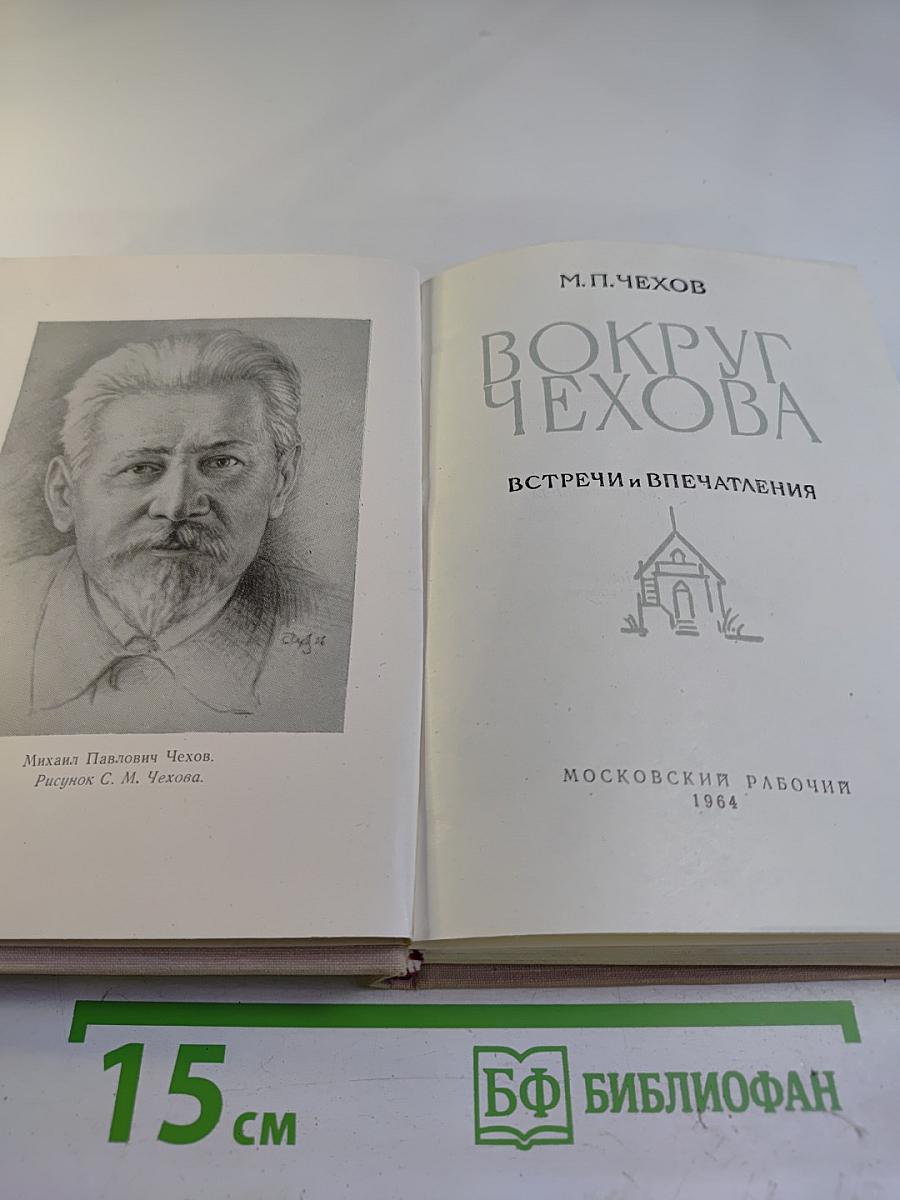 Михаил Павлович Чехов.
Рисунок С. М. Чехова.
М.П.ЧЕХОВ
ВОКРУГ
ЧЕХОВА
ВСТРЕЧИ и ВПЕЧАТЛЕНИЯ
МОСКОВСКИЙ РАБОЧИЙ
1964
15 см
БФ БИБЛИОФАН